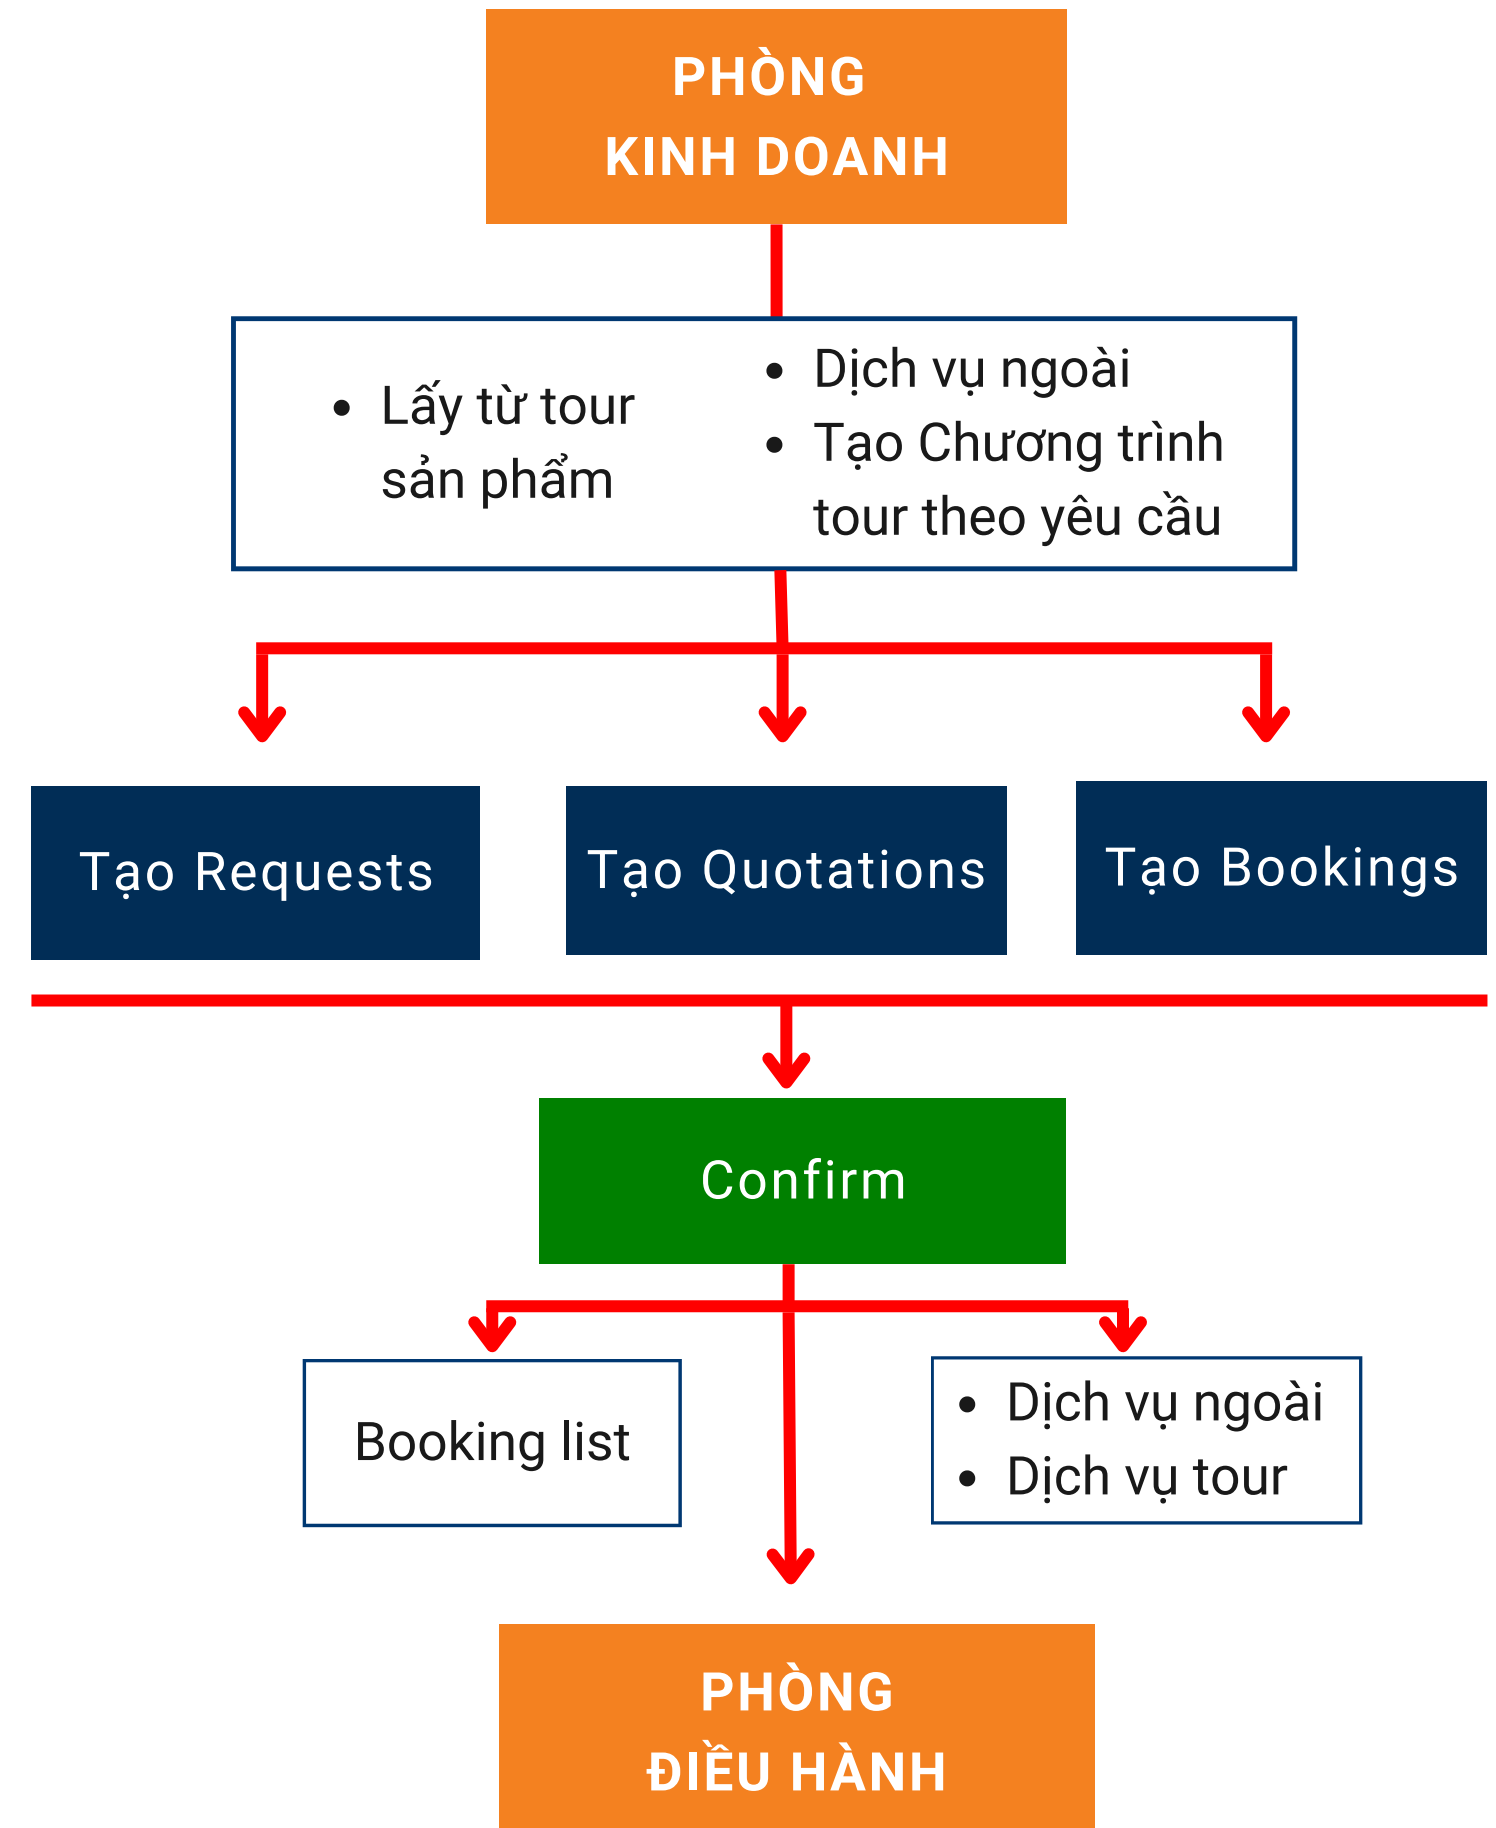 PHÒNG
KINH DOANH
• Lấy từ tour
sản phẩm
• Dịch vụ ngoài
• Tạo Chương trình
tour theo yêu cầu
Tạo Requests
Tạo Quotations
Tạo Bookings
Confirm
Booking list
• Dịch vụ ngoài
• Dịch vụ tour
PHÒNG
ĐIỀU HÀNH